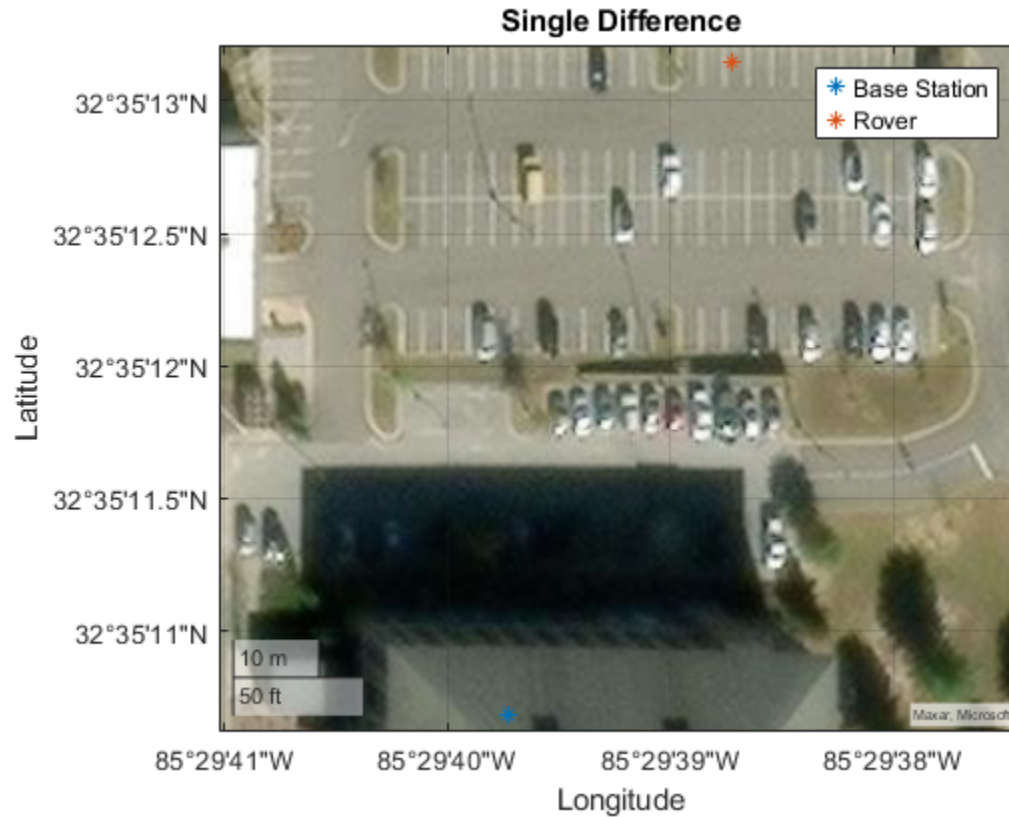 Single Difference
Base Station
Rover
32°35'13"N
32°35'12.5"N
32°35'12"N
32°35'11.5"N
32°35'11"N
Latitude
10 m
50 ft
Maxar, Microsoft
85°29'41"W
85°29'40"W
85°29'39"W
85°29'38"W
Longitude